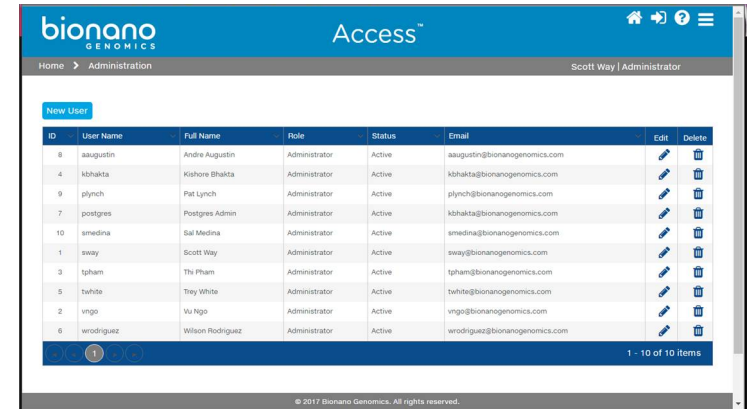 bionano
GENOMICS
Access™
Home > Administration
Scott Way | Administrator
New User
ID User Name Full Name Role Status Email Edit Delete
8 aaugustin Andre Augustin Administrator Active aaugustin@bionanogenomics.com
4 kbhakta Kishore Bhakta Administrator Active kbhakta@bionanogenomics.com
9 plynch Pat Lynch Administrator Active plynch@bionanogenomics.com
7 postgres Postgres Admin Administrator Active kbhakta@bionanogenomics.com
10 smedina Sal Medina Administrator Active smedina@bionanogenomics.com
1 sway Scott Way Administrator Active sway@bionanogenomics.com
3 tpham Thi Pham Administrator Active tpham@bionanogenomics.com
5 twhite Trey White Administrator Active twhite@bionanogenomics.com
2 vngo Vu Ngo Administrator Active vngo@bionanogenomics.com
6 wrodriguez Wilson Rodriguez Administrator Active wrodriguez@bionanogenomics.com
1
1 - 10 of 10 items
© 2017 Bionano Genomics. All rights reserved.